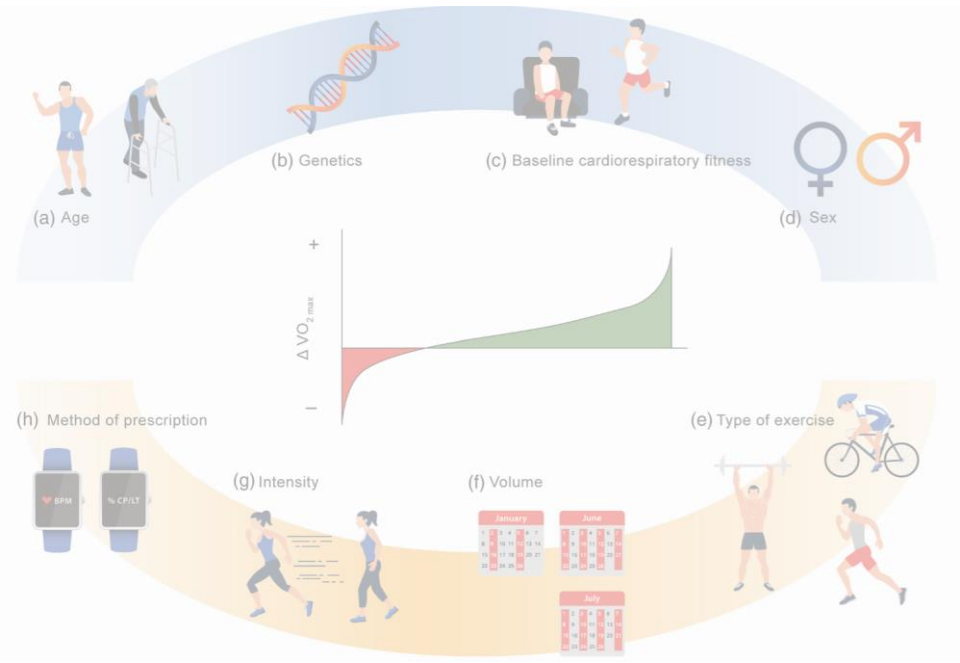 (b) Genetics
(c) Baseline cardiorespiratory fitness
(a) Age
(d) Sex
+
Δ VO2 max
–
(h) Method of prescription
(e) Type of exercise
(g) Intensity
(f) Volume
BPM
% CP/LT
January
June
July